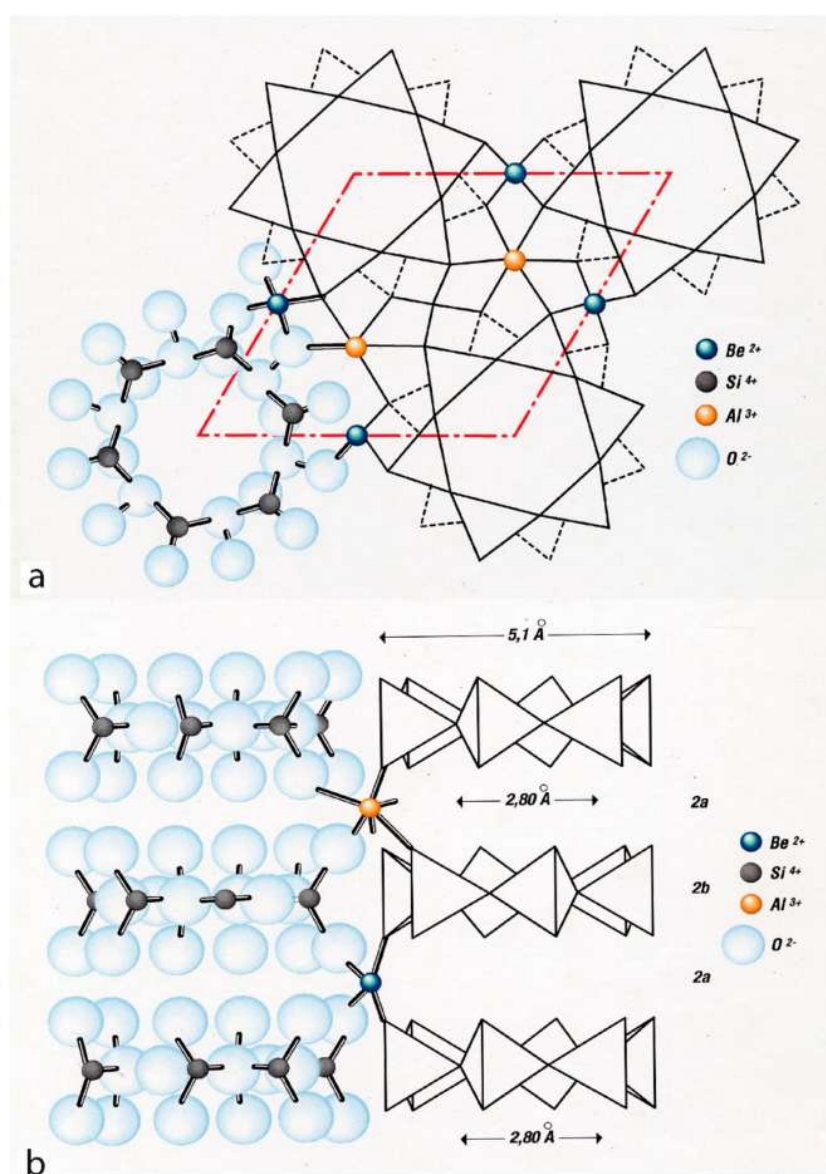 Be 2+
Si 4+
Al 3+
O 2-
a
5,1 Å
2,80 Å
2a
Be 2+
Si 4+
2b
Al 3+
O 2-
2a
2,80 Å
b